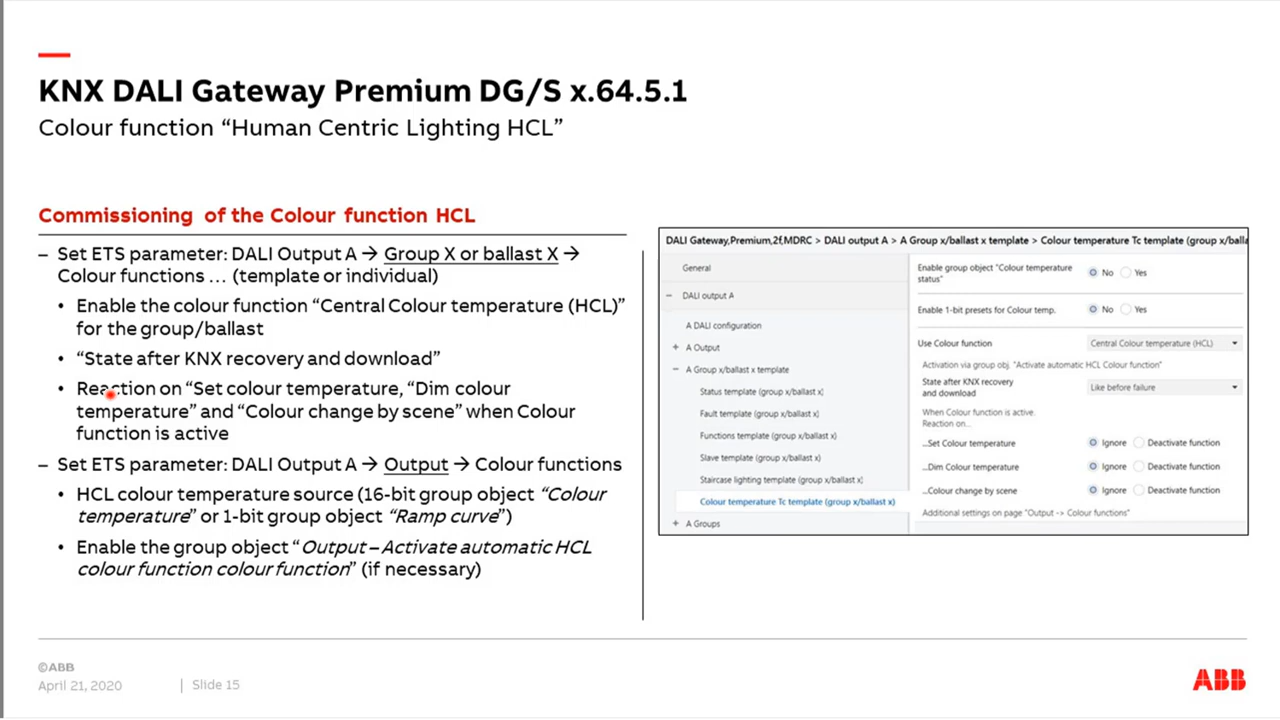 KNX DALI Gateway Premium DG/S x.64.5.1
Colour function “Human Centric Lighting HCL”
Commissioning of the Colour function HCL
– Set ETS parameter: DALI Output A → Group X or ballast X →
Colour functions … (template or individual)
• Enable the colour function “Central Colour temperature (HCL)”
for the group/ballast
• “State after KNX recovery and download”
• Reaction on “Set colour temperature, “Dim colour
temperature” and “Colour change by scene” when Colour
function is active
– Set ETS parameter: DALI Output A → Output → Colour functions
• HCL colour temperature source (16-bit group object “Colour
temperature” or 1-bit group object “Ramp curve”)
• Enable the group object “Output – Activate automatic HCL
colour function colour function” (if necessary)
DALI Gateway,Premium,2f,MDRC > DALI output A > A Group x/ballast x template > Colour temperature Tc template (group x/balla
General
– DALI output A
A DALI configuration
+ A Output
– A Group x/ballast x template
Status template (group x/ballast x)
Fault template (group x/ballast x)
Functions template (group x/ballast x)
Slave template (group x/ballast x)
Staircase lighting template (group x/ballast x)
Colour temperature Tc template (group x/ballast x)
+ A Groups
Enable group object "Colour temperature
status"
No Yes
Enable 1-bit presets for Colour temp.
No Yes
Use Colour function
Central Colour temperature (HCL)
Activation via group obj. "Activate automatic HCL Colour function"
State after KNX recovery
and download
Like before failure
When Colour function is active.
Reaction on...
...Set Colour temperature
Ignore Deactivate function
...Dim Colour temperature
Ignore Deactivate function
...Colour change by scene
Ignore Deactivate function
Additional settings on page "Output -> Colour functions"
©ABB
April 21, 2020 | Slide 15
ABB